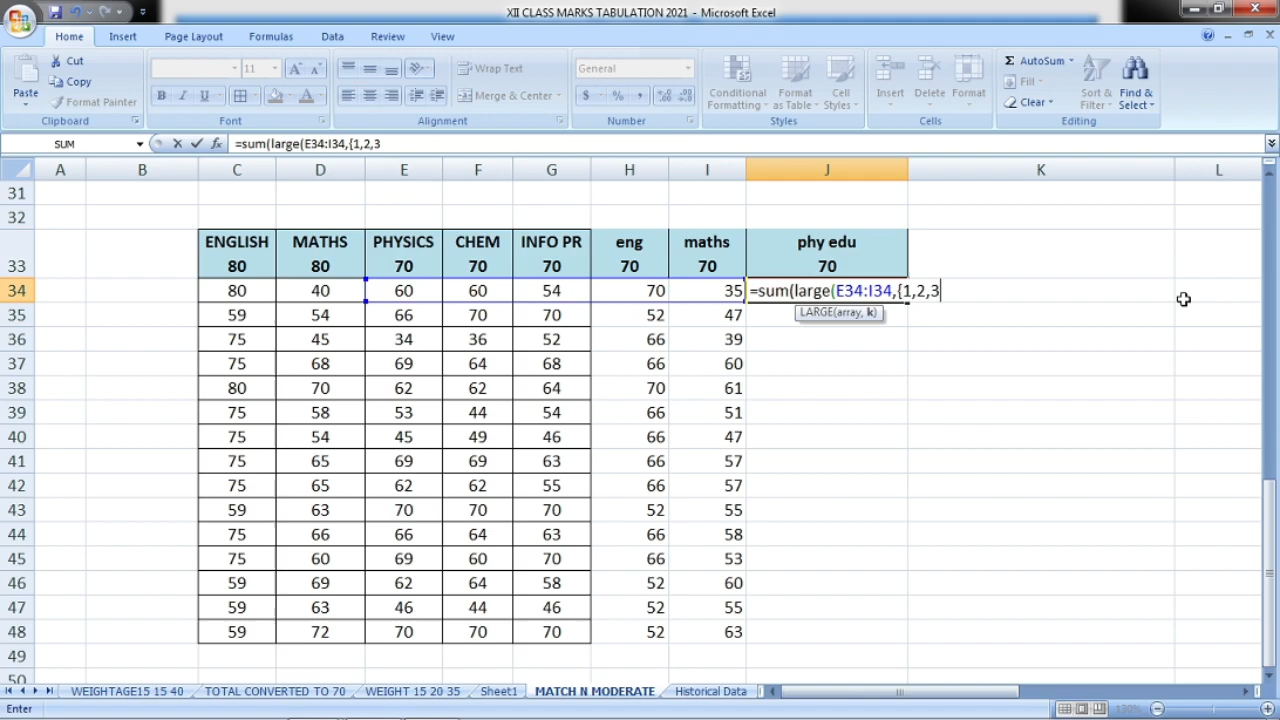 XII CLASS MARKS TABULATION 2021 - Microsoft Excel
Home Insert Page Layout Formulas Data Review View
Paste Cut Copy Format Painter
11
Wrap Text Merge & Center
General
$ % ,
Conditional Formatting Format as Table Cell Styles
Insert Delete Format
Σ AutoSum Fill Clear
Sort & Filter Find & Select
Clipboard Font Alignment Number Styles Cells Editing
SUM fx =sum(large(E34:I34,{1,2,3
A B C D E F G H I J K L
31
32
ENGLISH MATHS PHYSICS CHEM INFO PR eng maths phy edu
33 80 80 70 70 70 70 70 70
34 80 40 60 60 54 70 35 =sum(large(E34:I34,{1,2,3
LARGE(array, k)
35 59 54 66 70 70 52 47
36 75 45 34 36 52 66 39
37 75 68 69 64 68 66 60
38 80 70 62 62 64 70 61
39 75 58 53 44 54 66 51
40 75 54 45 49 46 66 47
41 75 65 69 69 63 66 57
42 75 65 62 62 55 66 57
43 59 63 70 70 70 52 55
44 75 66 66 64 63 66 58
45 75 60 69 60 70 66 53
46 59 69 62 64 58 52 60
47 59 63 46 44 46 52 55
48 59 72 70 70 70 52 63
49
50
WEIGHTAGE15 15 40 TOTAL CONVERTED TO 70 WEIGHT 15 20 35 Sheet1 MATCH N MODERATE Historical Data
Enter 130%